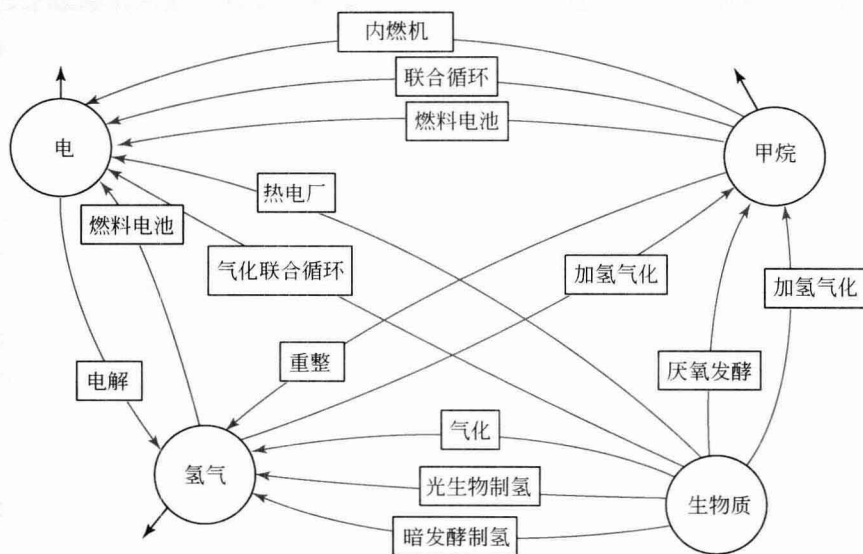 内燃机
联合循环
燃料电池
电
甲烷
热电厂
燃料电池
气化联合循环
加氢气化
加氢气化
重整
厌氧发酵
电解
气化
氢气
光生物制氢
生物质
暗发酵制氢